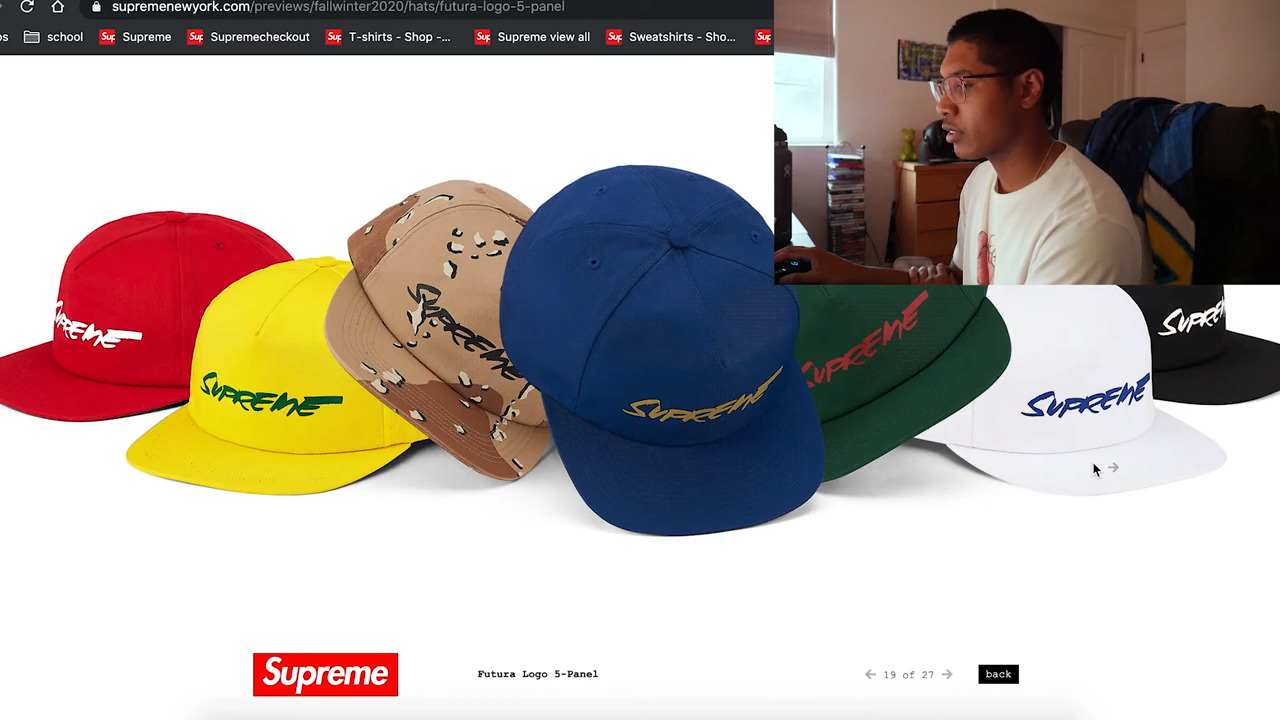 supremenewyork.com/previews/fallwinter2020/hats/futura-logo-5-panel
school Supreme Supremecheckout T-shirts - Shop -... Supreme view all Sweatshirts - Sho...
SUPREME
SUPREME
SUPREME
SUPREME
SUPREME
SUPREME
Supreme Futura Logo 5-Panel 19 of 27 back